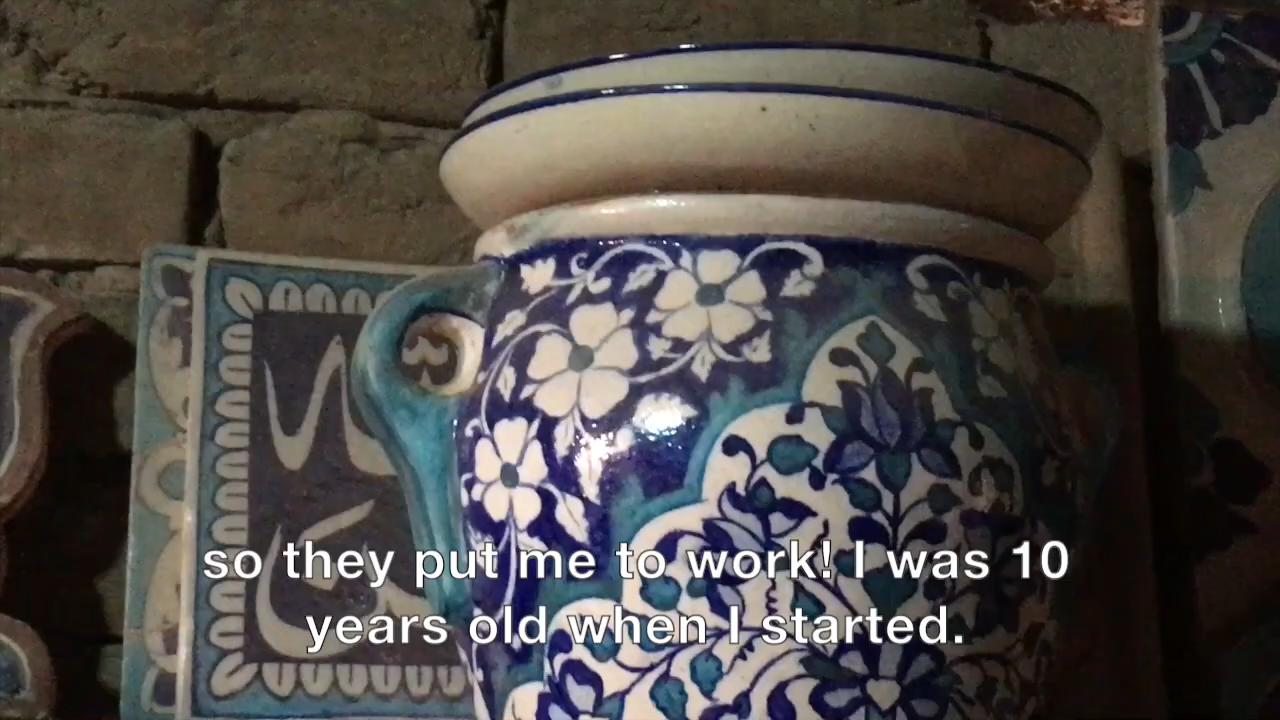 so they put me to work! I was 10
years old when I started.